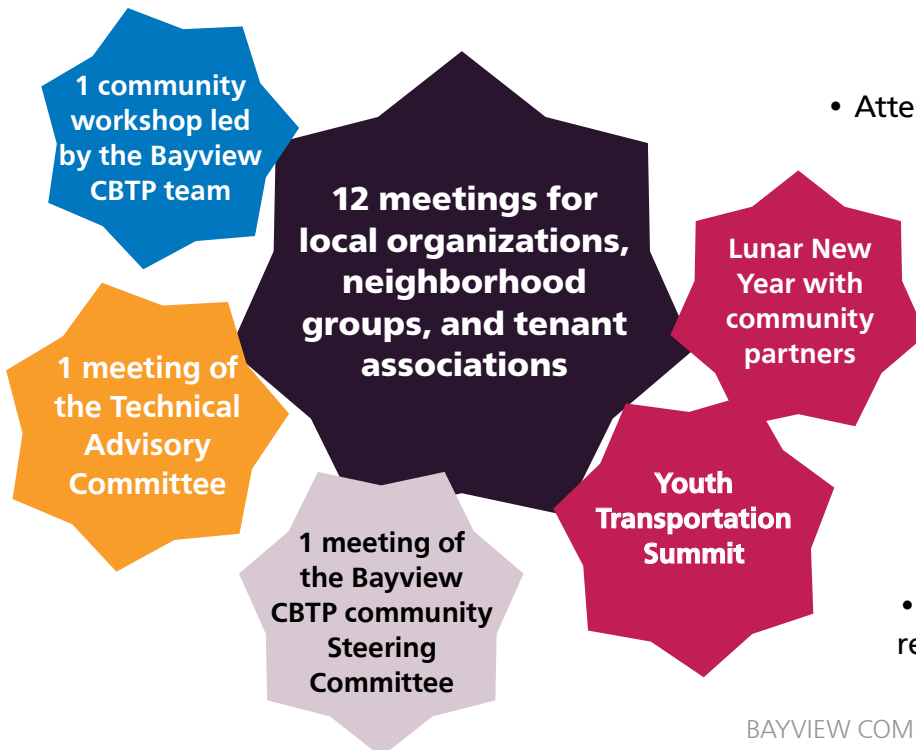 1 community
workshop led
by the Bayview
CBTP team
12 meetings for
local organizations,
neighborhood
groups, and tenant
associations
• Atte
Lunar New
Year with
community
partners
1 meeting of
the Technical
Advisory
Committee
Youth
Transportation
Summit
1 meeting of
the Bayview
CBTP community
Steering
Committee
•
re
BAYVIEW COM